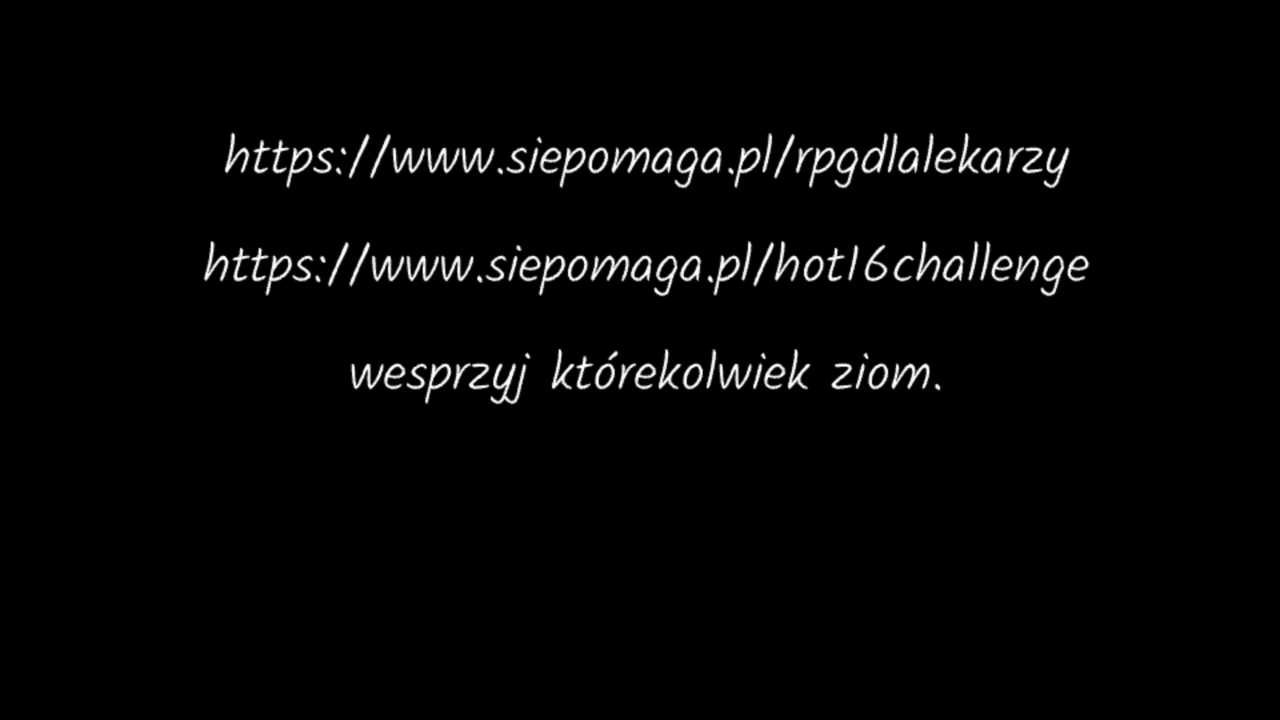 https://www.siepomaga.pl/rpgdlalekarzy
https://www.siepomaga.pl/hot16challenge
wesprzyj którekolwiek ziom.